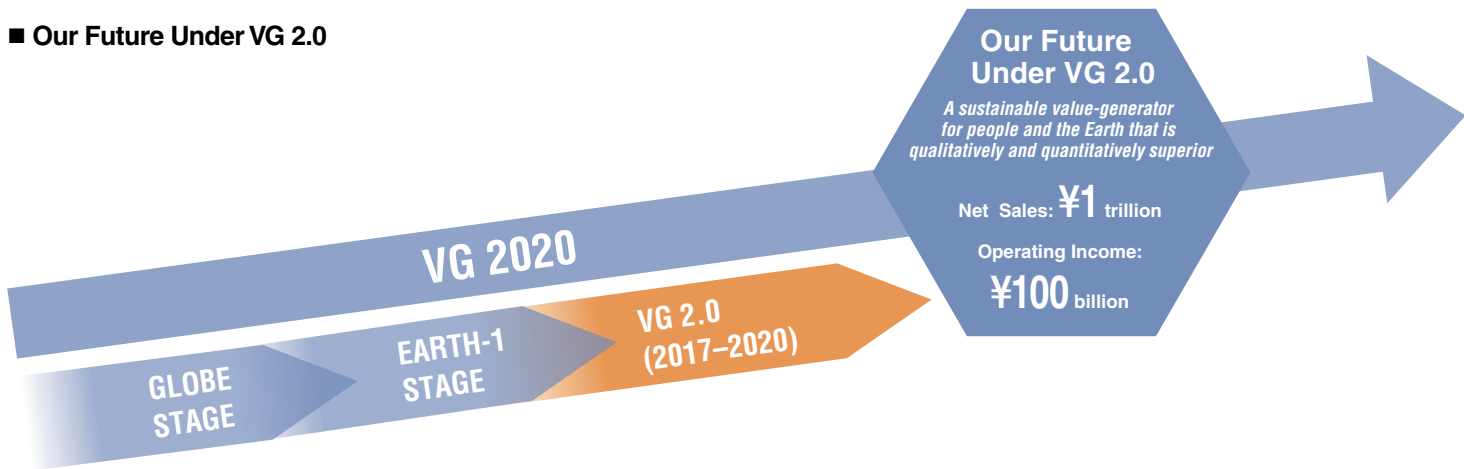 ■ Our Future Under VG 2.0
Our Future
Under VG 2.0
A sustainable value-generator
for people and the Earth that is
qualitatively and quantitatively superior
Net Sales: ¥1 trillion
Operating Income:
¥100 billion
VG 2020
GLOBE
STAGE
EARTH-1
STAGE
VG 2.0
(2017–2020)